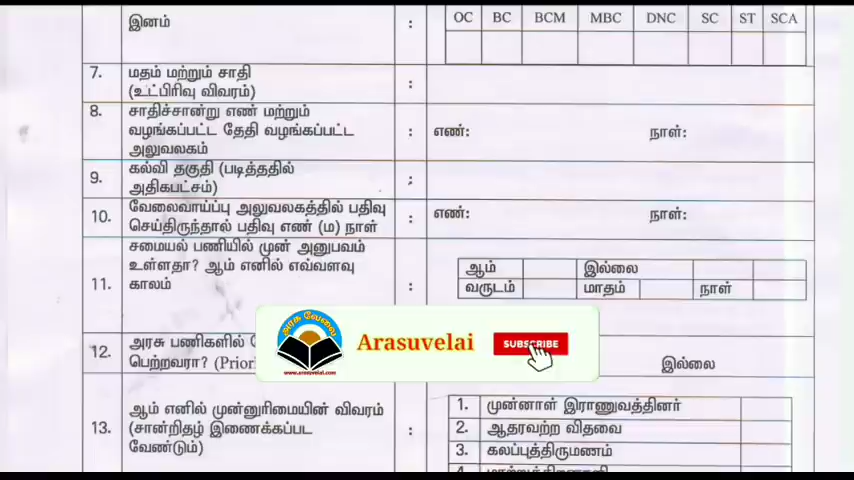 இனம் :
OC BC BCM MBC DNC SC ST SCA
7. மதம் மற்றும் சாதி
(உட்பிரிவு விவரம்) :
8. சாதிச்சான்று எண் மற்றும்
வழங்கப்பட்ட தேதி வழங்கப்பட்ட : எண்: நாள்:
அலுவலகம்
9. கல்வி தகுதி (படித்ததில்
அதிகபட்சம்) :
10. வேலைவாய்ப்பு அலுவலகத்தில் பதிவு : எண்: நாள்:
செய்திருந்தால் பதிவு எண் (ம) நாள்
11. சமையல் பணியில் முன் அனுபவம்
உள்ளதா? ஆம் எனில் எவ்வளவு
காலம் :
ஆம் இல்லை
வருடம் மாதம் நாள்
12. அரசு பணிகளில்
பெற்றவரா? (Priori
இல்லை
அரசு வேலை
www.arasuvelai.com
Arasuvelai
SUBSCRIBE
13. ஆம் எனில் முன்னுரிமையின் விவரம்
(சான்றிதழ் இணைக்கப்பட :
வேண்டும்)
1. முன்னாள் இராணுவத்தினர்
2. ஆதரவற்ற விதவை
3. கலப்புத்திருமணம்